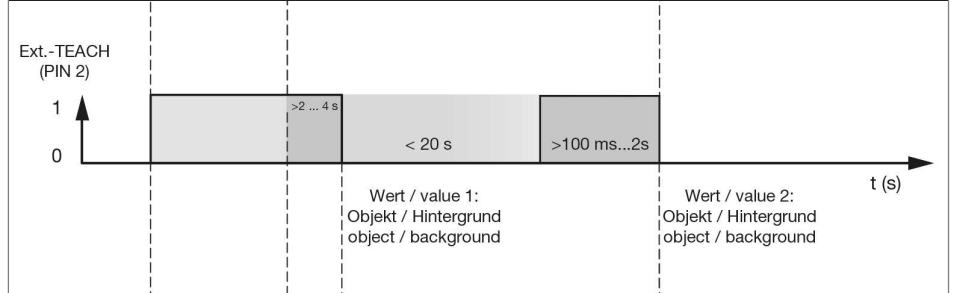 Ext.-TEACH
(PIN 2)
1
>2 ... 4 s
0
< 20 s
>100 ms...2s
t (s)
Wert / value 1:
Objekt / Hintergrund
object / background
Wert / value 2:
Objekt / Hintergrund
object / background